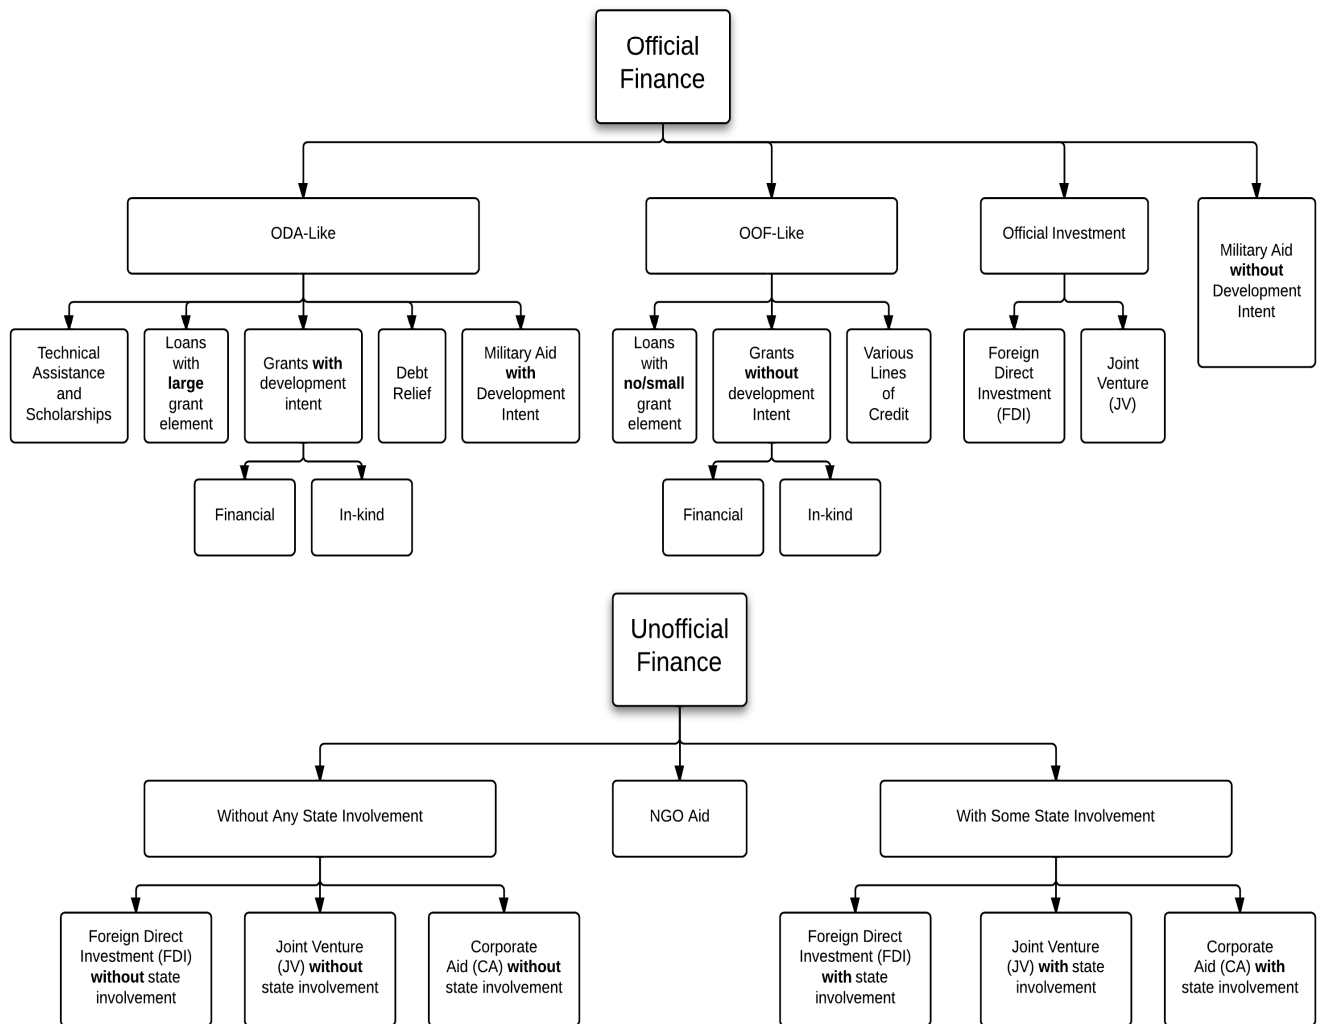 Official
Finance
ODA-Like
OOF-Like
Official Investment
Military Aid
without
Development
Intent
Technical
Assistance
and
Scholarships
Loans
with
large
grant
element
Grants with
development
intent
Debt
Relief
Military Aid
with
Development
Intent
Loans
with
no/small
grant
element
Grants
without
development
Intent
Various
Lines
of
Credit
Foreign
Direct
Investment
(FDI)
Joint
Venture
(JV)
Financial
In-kind
Financial
In-kind
Unofficial
Finance
Without Any State Involvement
NGO Aid
With Some State Involvement
Foreign Direct
Investment (FDI)
without state
involvement
Joint Venture
(JV) without
state involvement
Corporate
Aid (CA) without
state involvement
Foreign Direct
Investment (FDI)
with state
involvement
Joint Venture
(JV) with state
involvement
Corporate
Aid (CA) with
state involvement